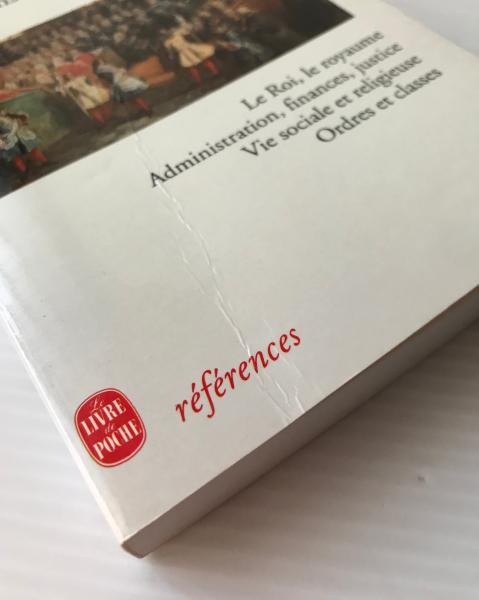 Le Roi, le royaume
Administration, finances, justice
Vie sociale et religieuse
Ordres et classes
références
Le
LIVRE
de
POCHE